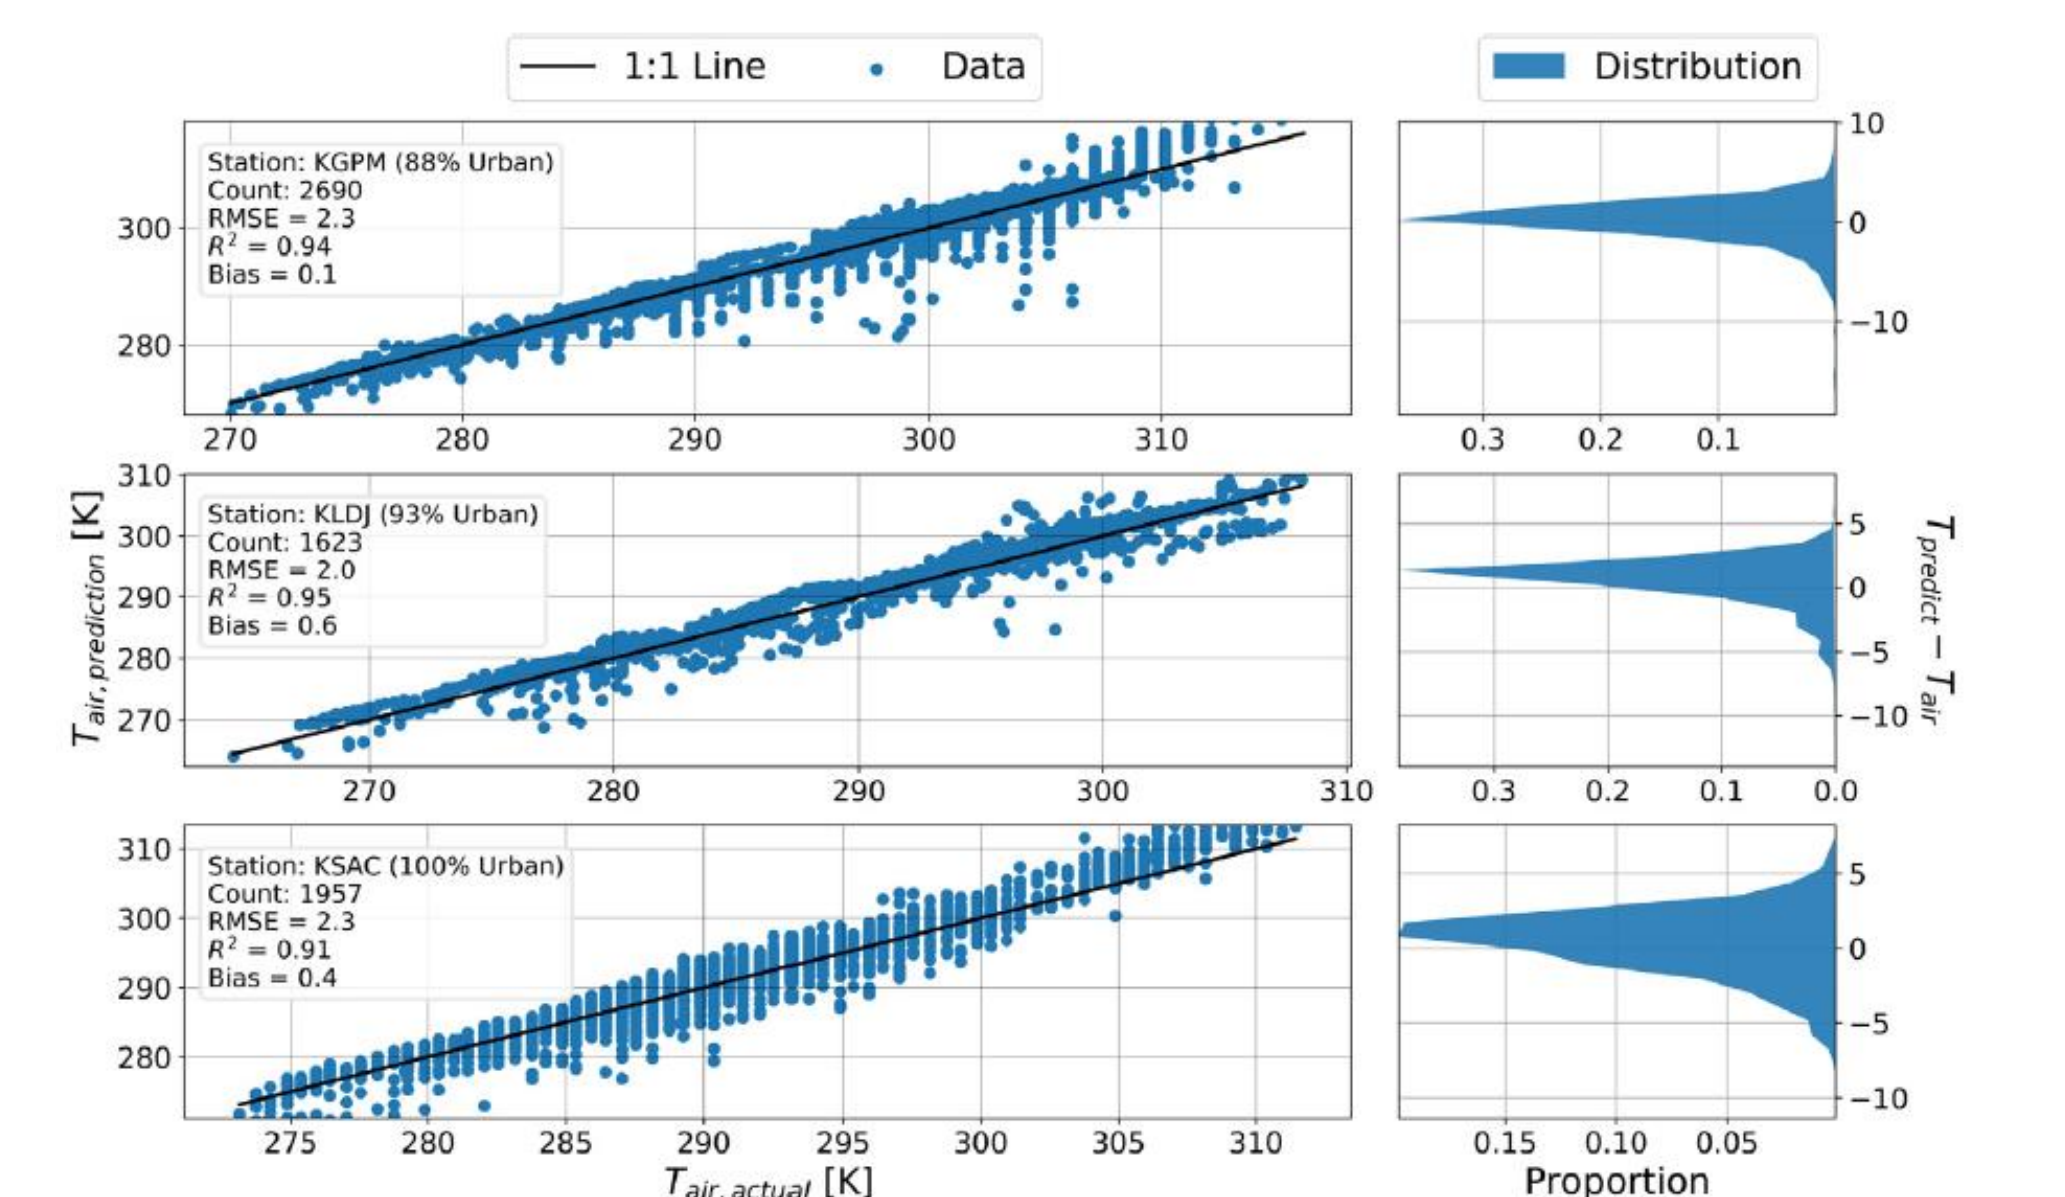 1:1 Line Data Distribution
Station: KGPM (88% Urban)
Count: 2690
RMSE = 2.3
R² = 0.94
Bias = 0.1
300
280
270 280 290 300 310
10
0
−10
0.3 0.2 0.1
Station: KLDJ (93% Urban)
Count: 1623
RMSE = 2.0
R² = 0.95
Bias = 0.6
310
300
290
280
270
270 280 290 300 310
5
0
−5
−10
0.3 0.2 0.1 0.0
T_air,prediction [K]
T_predict − T_air
Station: KSAC (100% Urban)
Count: 1957
RMSE = 2.3
R² = 0.91
Bias = 0.4
310
300
290
280
275 280 285 290 295 300 305 310
5
0
−5
−10
0.15 0.10 0.05
T_air,actual [K]
Proportion